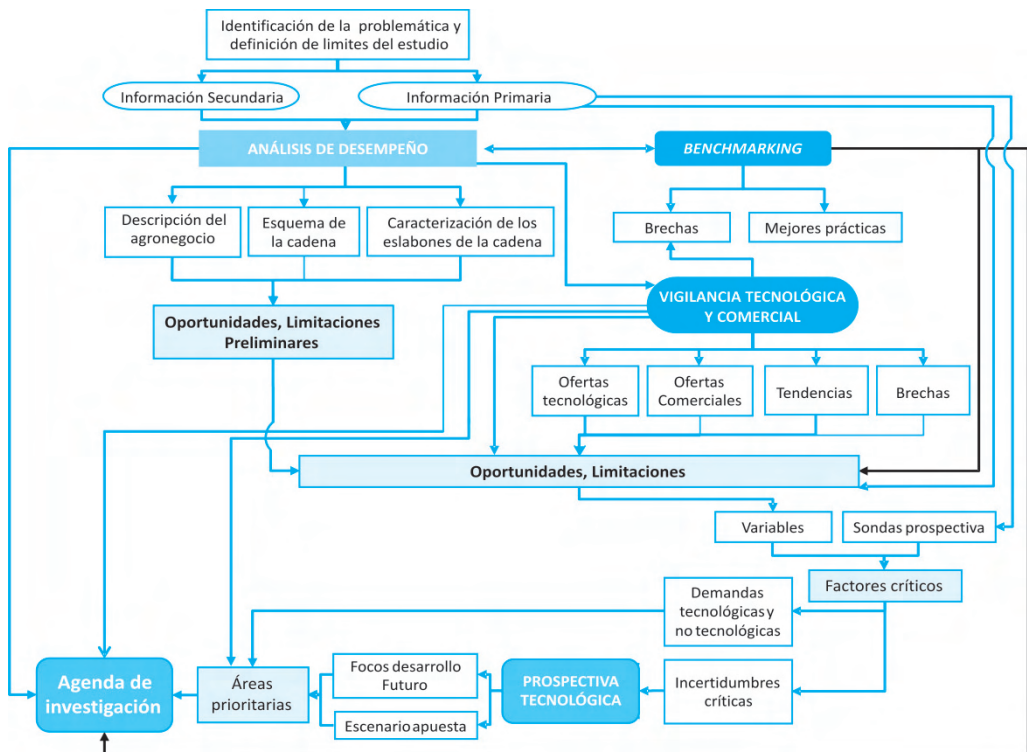 Identificación de la problemática y
definición de limites del estudio
Información Secundaria
Información Primaria
ANÁLISIS DE DESEMPEÑO
BENCHMARKING
Descripción del
agronegocio
Esquema de
la cadena
Caracterización de los
eslabones de la cadena
Brechas
Mejores prácticas
VIGILANCIA TECNOLÓGICA
Y COMERCIAL
Oportunidades, Limitaciones
Preliminares
Ofertas
tecnológicas
Ofertas
Comerciales
Tendencias
Brechas
Oportunidades, Limitaciones
Variables
Sondas prospectiva
Factores críticos
Demandas
tecnológicas y
no tecnológicas
Agenda de
investigación
Áreas
prioritarias
Focos desarrollo
Futuro
Escenario apuesta
PROSPECTIVA
TECNOLÓGICA
Incertidumbres
críticas